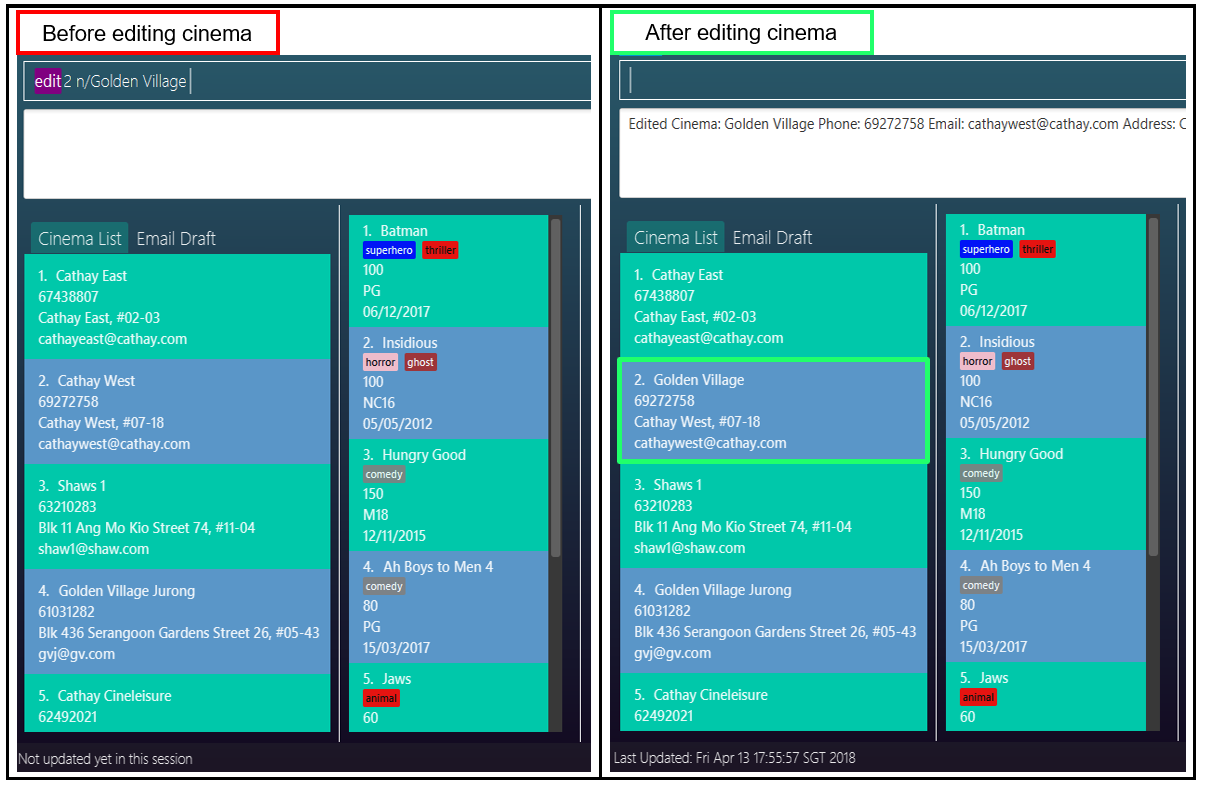 Before editing cinema
edit 2 n/Golden Village
Cinema List Email Draft
1. Cathay East
67438807
Cathay East, #02-03
cathayeast@cathay.com
2. Cathay West
69272758
Cathay West, #07-18
cathaywest@cathay.com
3. Shaws 1
63210283
Blk 11 Ang Mo Kio Street 74, #11-04
shaw1@shaw.com
4. Golden Village Jurong
61031282
Blk 436 Serangoon Gardens Street 26, #05-43
gvj@gv.com
5. Cathay Cineleisure
62492021
1. Batman
superhero thriller
100
PG
06/12/2017
2. Insidious
horror ghost
100
NC16
05/05/2012
3. Hungry Good
comedy
150
M18
12/11/2015
4. Ah Boys to Men 4
comedy
80
PG
15/03/2017
5. Jaws
animal
60
Not updated yet in this session
After editing cinema
Edited Cinema: Golden Village Phone: 69272758 Email: cathaywest@cathay.com Address: C
Cinema List Email Draft
1. Cathay East
67438807
Cathay East, #02-03
cathayeast@cathay.com
2. Golden Village
69272758
Cathay West, #07-18
cathaywest@cathay.com
3. Shaws 1
63210283
Blk 11 Ang Mo Kio Street 74, #11-04
shaw1@shaw.com
4. Golden Village Jurong
61031282
Blk 436 Serangoon Gardens Street 26, #05-43
gvj@gv.com
5. Cathay Cineleisure
62492021
1. Batman
superhero thriller
100
PG
06/12/2017
2. Insidious
horror ghost
100
NC16
05/05/2012
3. Hungry Good
comedy
150
M18
12/11/2015
4. Ah Boys to Men 4
comedy
80
PG
15/03/2017
5. Jaws
animal
60
Last Updated: Fri Apr 13 17:55:57 SGT 2018